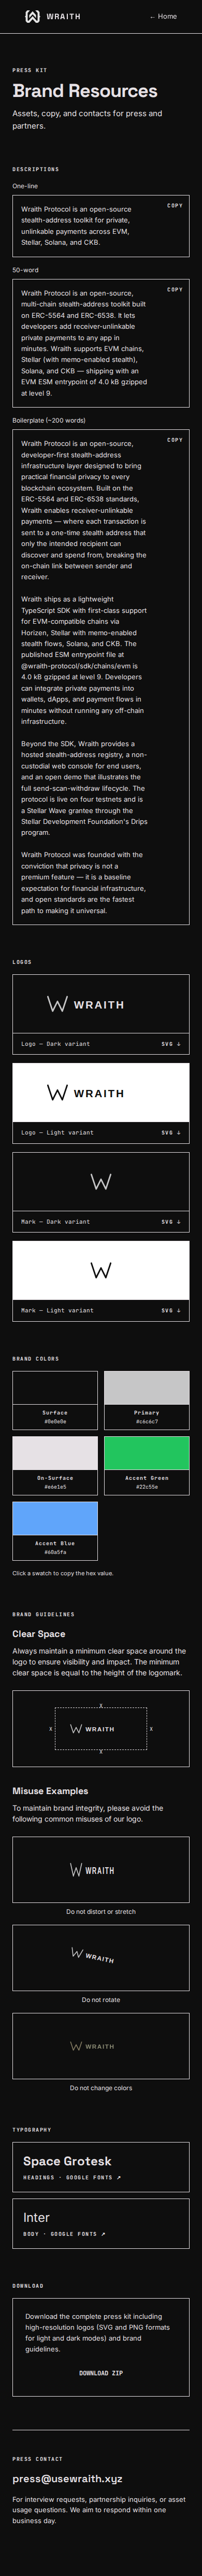 WRAITH
← Home
PRESS KIT
Brand Resources
Assets, copy, and contacts for press and
partners.
DESCRIPTIONS
One-line
COPY
Wraith Protocol is an open-source
stealth-address toolkit for private,
unlinkable payments across EVM,
Stellar, Solana, and CKB.
50-word
COPY
Wraith Protocol is an open-source,
multi-chain stealth-address toolkit built
on ERC-5564 and ERC-6538. It lets
developers add receiver-unlinkable
private payments to any app in
minutes. Wraith supports EVM chains,
Stellar (with memo-enabled stealth),
Solana, and CKB — shipping with an
EVM ESM entrypoint of 4.0 kB gzipped
at level 9.
Boilerplate (~200 words)
COPY
Wraith Protocol is an open-source,
developer-first stealth-address
infrastructure layer designed to bring
practical financial privacy to every
blockchain ecosystem. Built on the
ERC-5564 and ERC-6538 standards,
Wraith enables receiver-unlinkable
payments — where each transaction is
sent to a one-time stealth address that
only the intended recipient can
discover and spend from, breaking the
on-chain link between sender and
receiver.
Wraith ships as a lightweight
TypeScript SDK with first-class support
for EVM-compatible chains via
Horizen, Stellar with memo-enabled
stealth flows, Solana, and CKB. The
published ESM entrypoint file at
@wraith-protocol/sdk/chains/evm is
4.0 kB gzipped at level 9. Developers
can integrate private payments into
wallets, dApps, and payment flows in
minutes without running any off-chain
infrastructure.
Beyond the SDK, Wraith provides a
hosted stealth-address registry, a non-
custodial web console for end users,
and an open demo that illustrates the
full send-scan-withdraw lifecycle. The
protocol is live on four testnets and is
a Stellar Wave grantee through the
Stellar Development Foundation's Drips
program.
Wraith Protocol was founded with the
conviction that privacy is not a
premium feature — it is a baseline
expectation for financial infrastructure,
and open standards are the fastest
path to making it universal.
LOGOS
WRAITH
Logo — Dark variant SVG ↓
WRAITH
Logo — Light variant SVG ↓
Mark — Dark variant SVG ↓
Mark — Light variant SVG ↓
BRAND COLORS
Surface
#0e0e0e
Primary
#c6c6c7
On-Surface
#e6e1e5
Accent Green
#22c55e
Accent Blue
#60a5fa
Click a swatch to copy the hex value.
BRAND GUIDELINES
Clear Space
Always maintain a minimum clear space around the
logo to ensure visibility and impact. The minimum
clear space is equal to the height of the logomark.
X
X
WRAITH
X
X
Misuse Examples
To maintain brand integrity, please avoid the
following common misuses of our logo.
WRAITH
Do not distort or stretch
WRAITH
Do not rotate
WRAITH
Do not change colors
TYPOGRAPHY
Space Grotesk
HEADINGS · GOOGLE FONTS ↗
Inter
BODY · GOOGLE FONTS ↗
DOWNLOAD
Download the complete press kit including
high-resolution logos (SVG and PNG formats
for light and dark modes) and brand
guidelines.
DOWNLOAD ZIP
PRESS CONTACT
press@usewraith.xyz
For interview requests, partnership inquiries, or asset
usage questions. We aim to respond within one
business day.